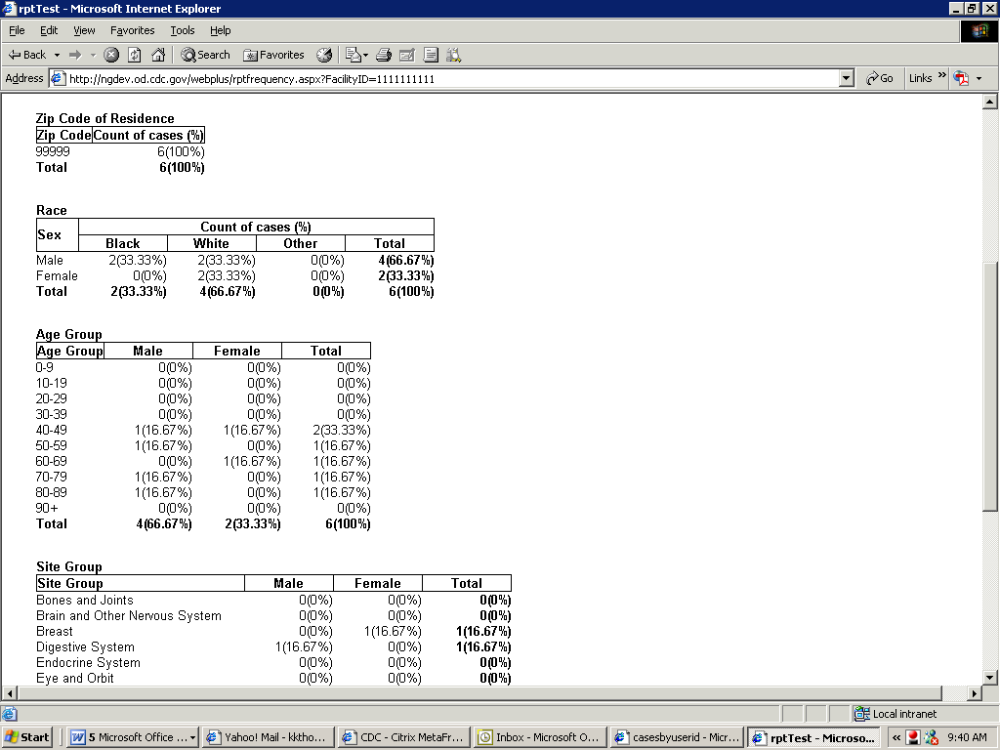 rptTest - Microsoft Internet Explorer
File Edit View Favorites Tools Help
Back Search Favorites
Address http://ngdev.od.cdc.gov/webplus/rptfrequency.aspx?FacilityID=1111111111 Go Links »
Zip Code of Residence
Zip Code Count of cases (%)
99999 6(100%)
Total 6(100%)
Race
Sex Count of cases (%)
Black White Other Total
Male 2(33.33%) 2(33.33%) 0(0%) 4(66.67%)
Female 0(0%) 2(33.33%) 0(0%) 2(33.33%)
Total 2(33.33%) 4(66.67%) 0(0%) 6(100%)
Age Group
Age Group Male Female Total
0-9 0(0%) 0(0%) 0(0%)
10-19 0(0%) 0(0%) 0(0%)
20-29 0(0%) 0(0%) 0(0%)
30-39 0(0%) 0(0%) 0(0%)
40-49 1(16.67%) 1(16.67%) 2(33.33%)
50-59 1(16.67%) 0(0%) 1(16.67%)
60-69 0(0%) 1(16.67%) 1(16.67%)
70-79 1(16.67%) 0(0%) 1(16.67%)
80-89 1(16.67%) 0(0%) 1(16.67%)
90+ 0(0%) 0(0%) 0(0%)
Total 4(66.67%) 2(33.33%) 6(100%)
Site Group
Site Group Male Female Total
Bones and Joints 0(0%) 0(0%) 0(0%)
Brain and Other Nervous System 0(0%) 0(0%) 0(0%)
Breast 0(0%) 1(16.67%) 1(16.67%)
Digestive System 1(16.67%) 0(0%) 1(16.67%)
Endocrine System 0(0%) 0(0%) 0(0%)
Eye and Orbit 0(0%) 0(0%) 0(0%)
Local intranet
Start 5 Microsoft Office ... Yahoo! Mail - kktho... CDC - Citrix MetaFr... Inbox - Microsoft O... casesbyuserid - Micr... rptTest - Microso... « 9:40 AM